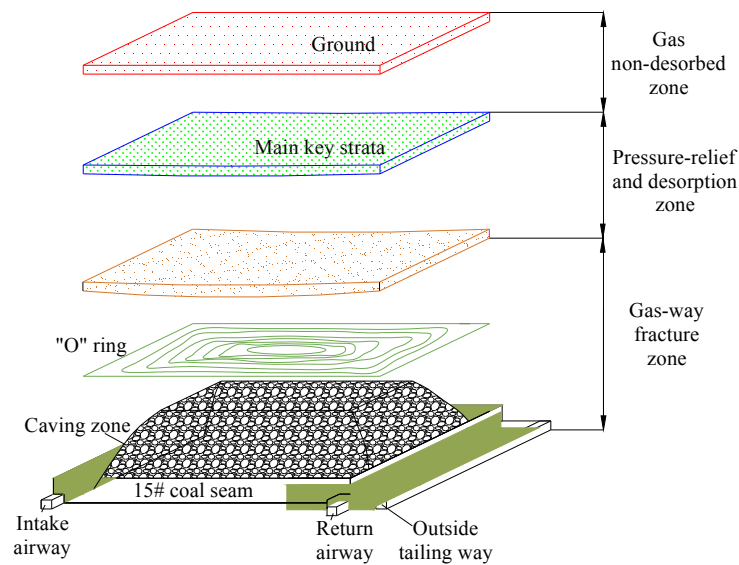 Ground
Gas
non-desorbed
zone
Main key strata
Pressure-relief
and desorption
zone
Gas-way
fracture
zone
"O" ring
Caving zone
15# coal seam
Intake
airway
Return
airway
Outside
tailing way